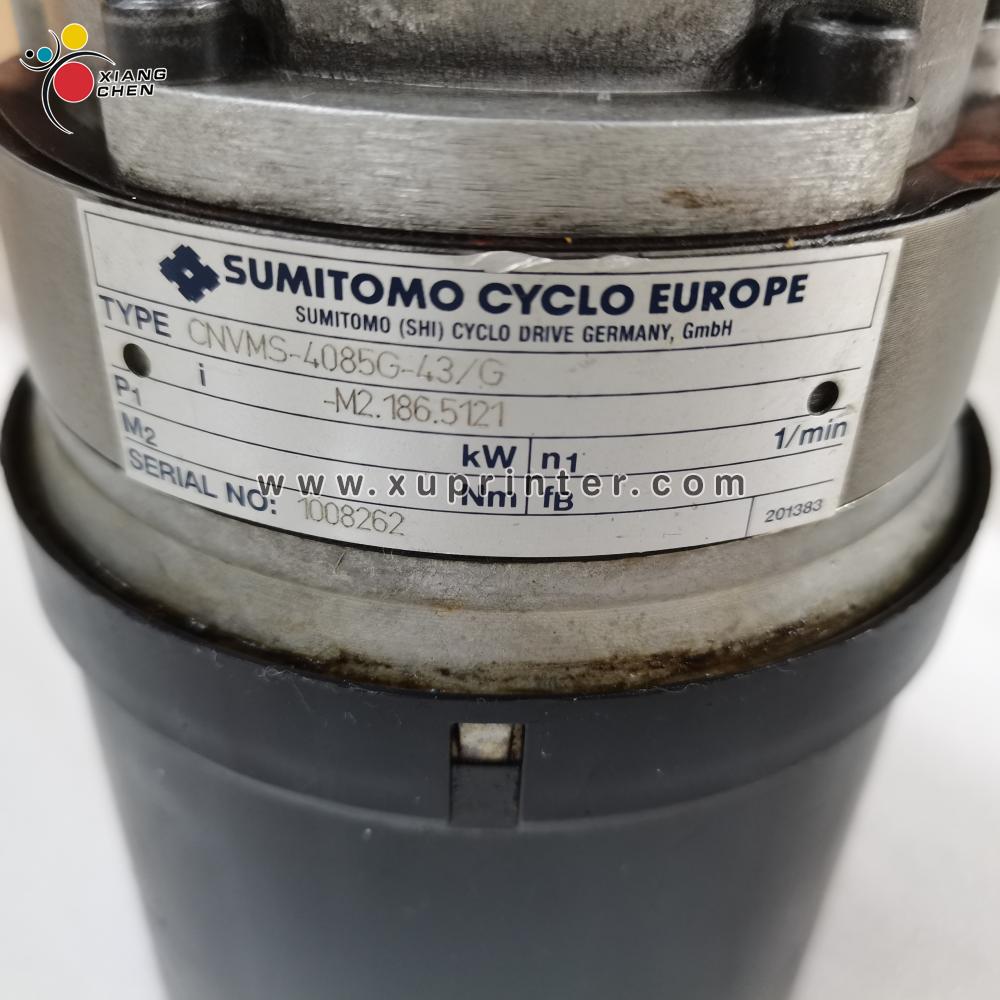 XIANG
CHEN
SUMITOMO CYCLO EUROPE
SUMITOMO (SHI) CYCLO DRIVE GERMANY, GmbH
TYPE CNVMS-4085G-43/G
i -M2.186.5121
P1 kW n1 1/min
M2 Nm fB
www.xuprinter.com
SERIAL NO: 1008262 201383